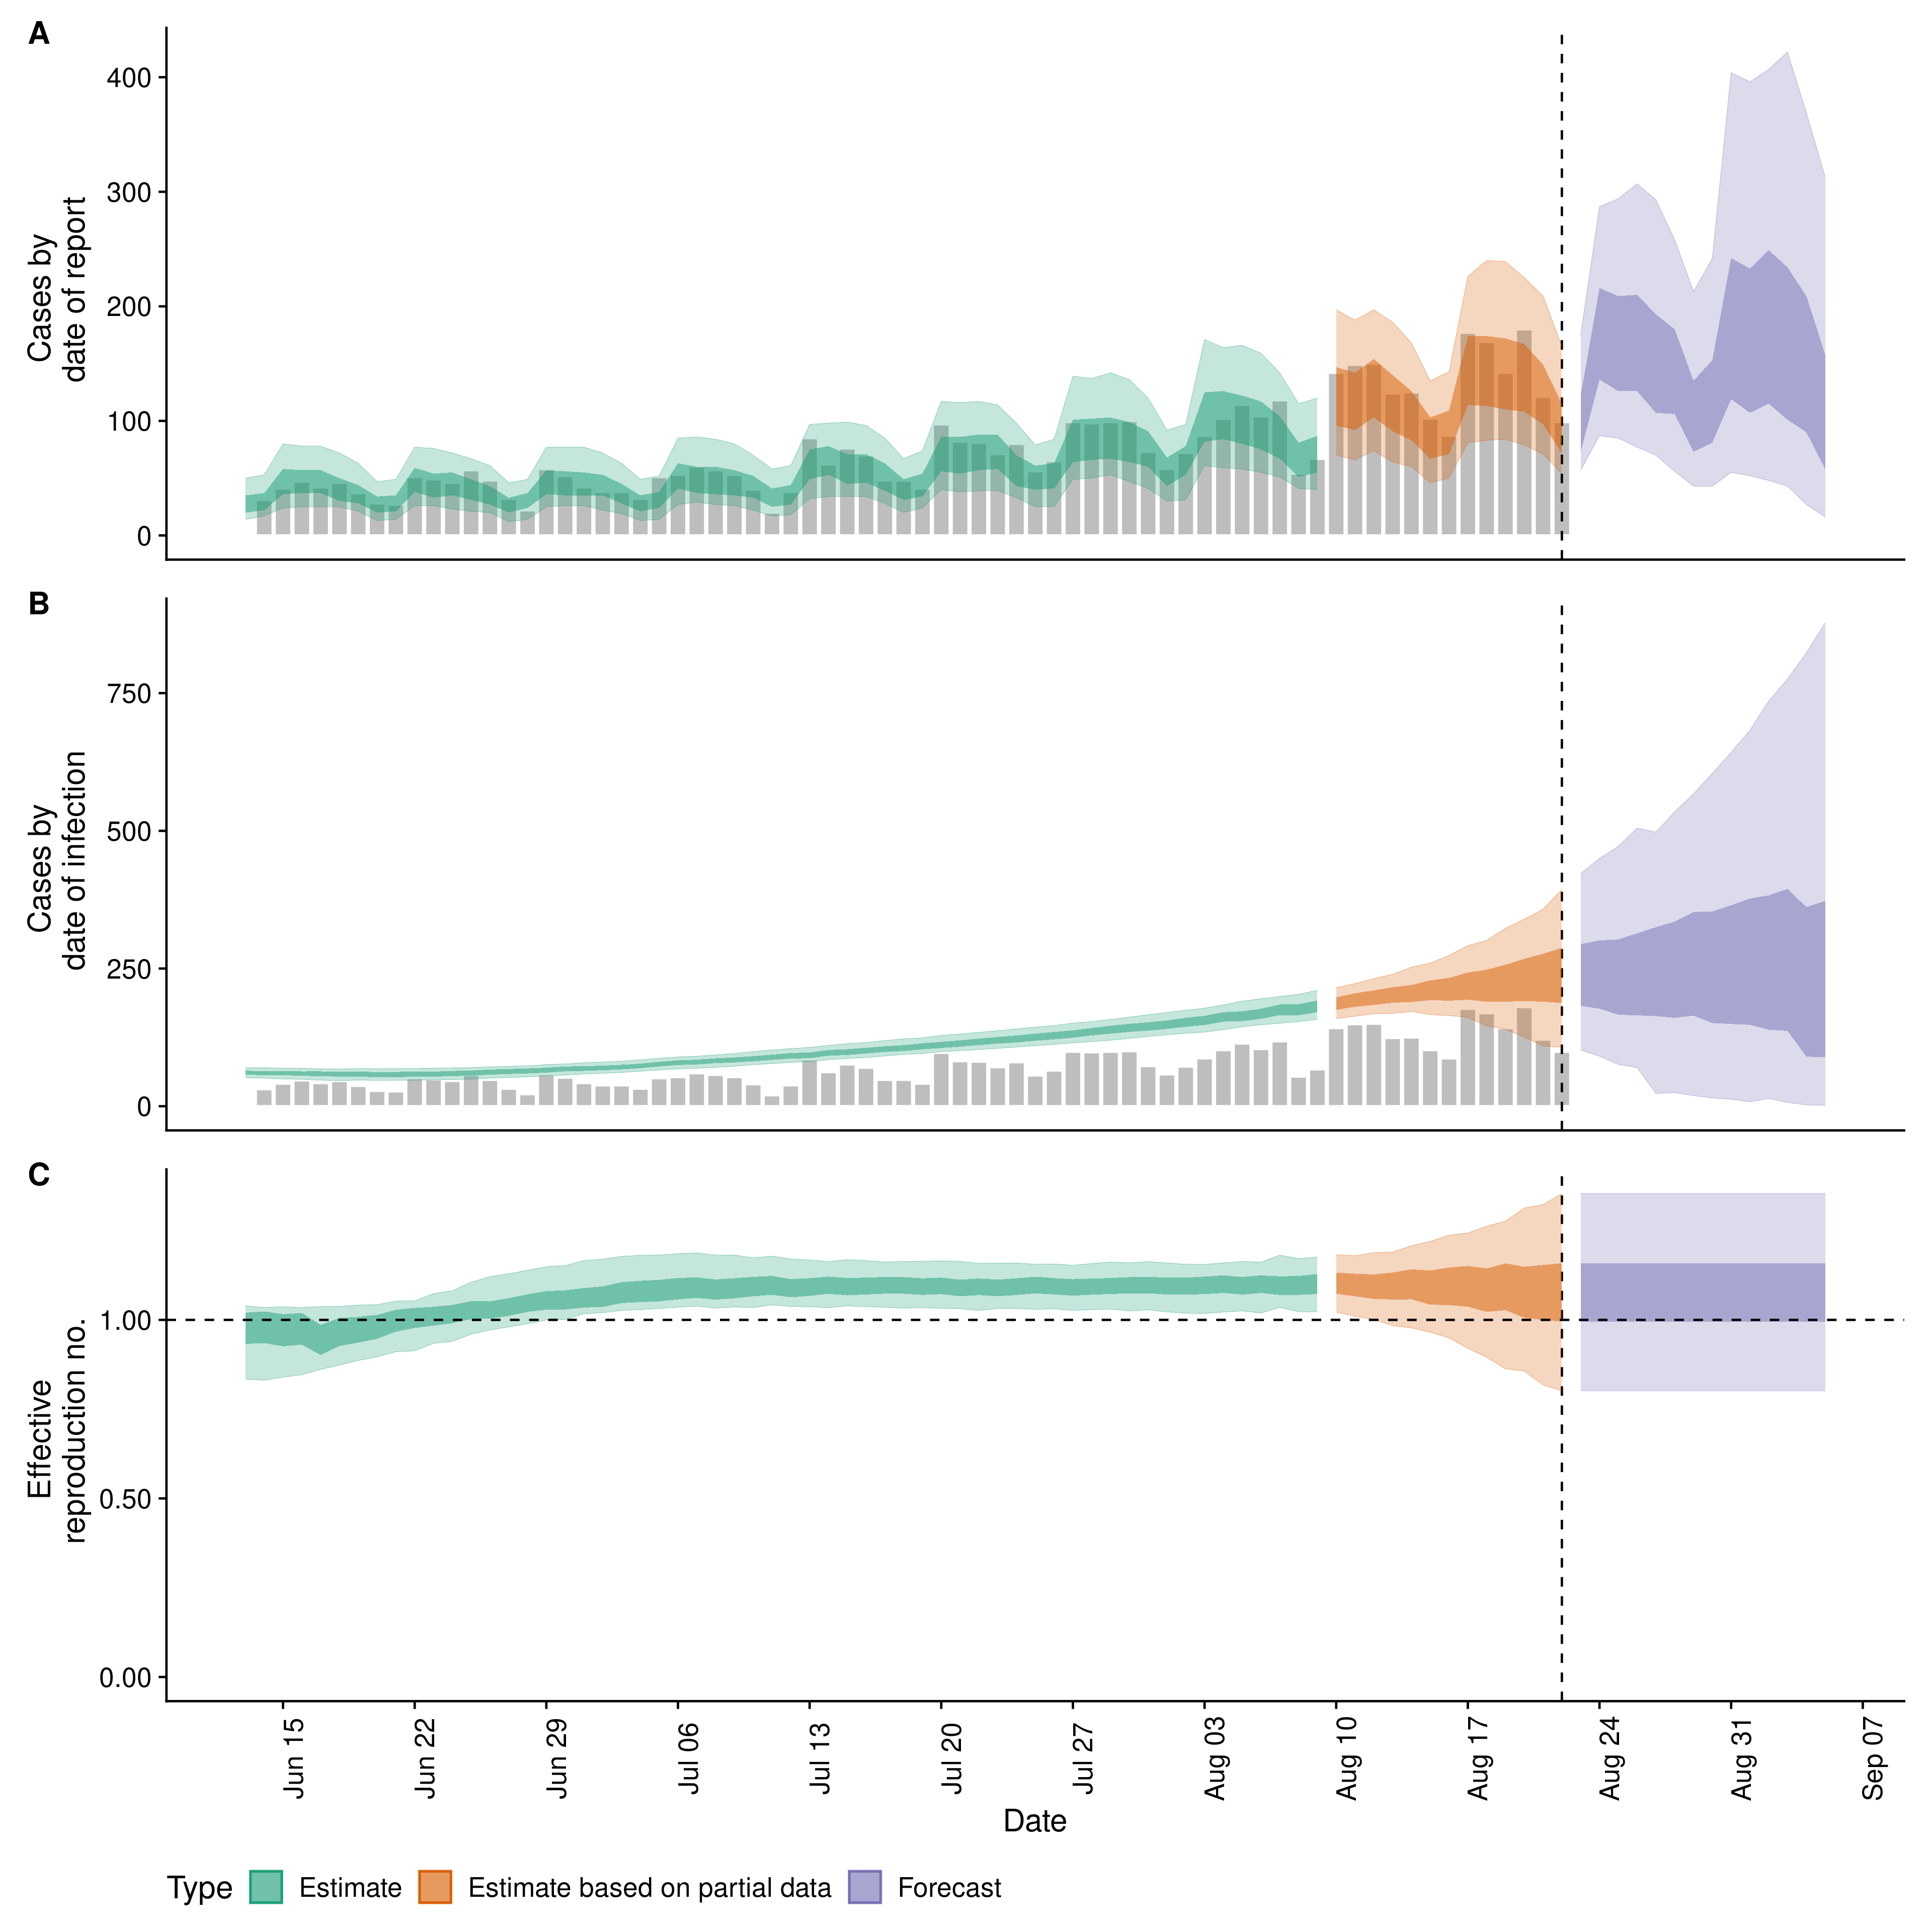 A
Cases by
date of report
400
300
200
100
0
B
Cases by
date of infection
750
500
250
0
C
Effective
reproduction no.
1.00
0.50
0.00
Jun 15
Jun 22
Jun 29
Jul 06
Jul 13
Jul 20
Jul 27
Aug 03
Aug 10
Aug 17
Aug 24
Aug 31
Sep 07
Date
Type Estimate Estimate based on partial data Forecast